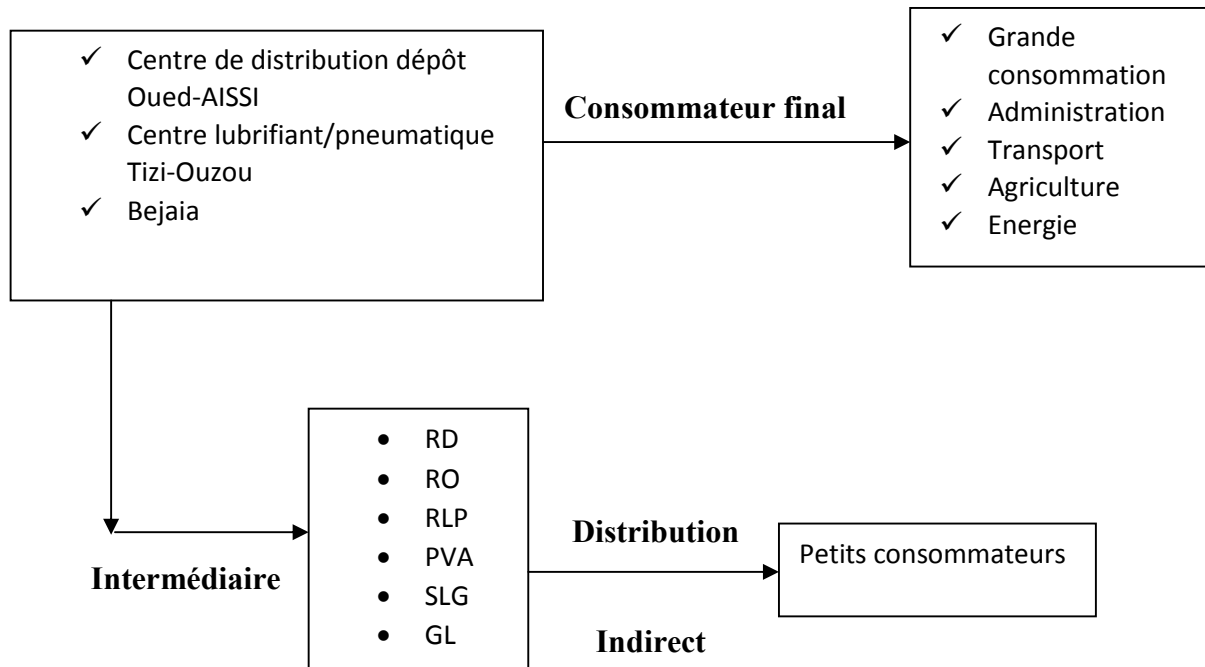 ✓ Centre de distribution dépôt
Oued-AISSI
✓ Centre lubrifiant/pneumatique
Tizi-Ouzou
✓ Bejaia
Consommateur final
✓ Grande
consommation
✓ Administration
✓ Transport
✓ Agriculture
✓ Energie
Intermédiaire
• RD
• RO
• RLP
• PVA
• SLG
• GL
Distribution
Indirect
Petits consommateurs